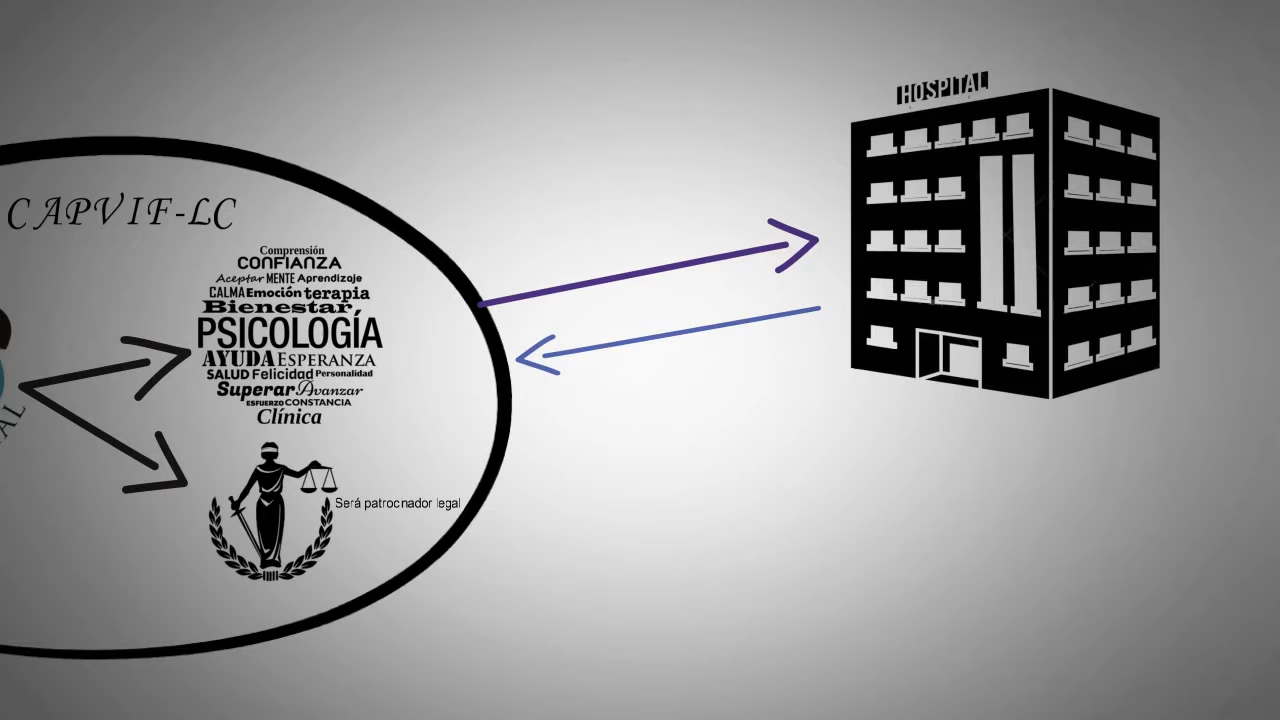 HOSPITAL
CAPVIF-LC
Comprensión
CONFIANZA
Aceptar MENTE Aprendizaje
CALMA Emoción terapia
Bienestar
PSICOLOGÍA
AYUDA ESPERANZA
SALUD Felicidad Personalidad
Superar Avanzar
ESFUERZO CONSTANCIA
Clínica
Será patrocnador legal